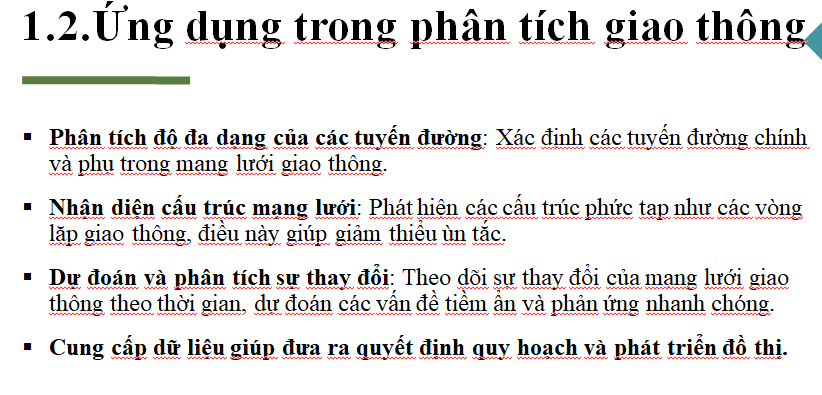 1.2.Ứng dụng trong phân tích giao thông
▪ Phân tích độ đa dạng của các tuyến đường: Xác định các tuyến đường chính
và phụ trong mạng lưới giao thông.
▪ Nhận diện cấu trúc mạng lưới: Phát hiện các cấu trúc phức tạp như các vòng
lặp giao thông, điều này giúp giảm thiểu ùn tắc.
▪ Dự đoán và phân tích sự thay đổi: Theo dõi sự thay đổi của mạng lưới giao
thông theo thời gian, dự đoán các vấn đề tiềm ẩn và phản ứng nhanh chóng.
▪ Cung cấp dữ liệu giúp đưa ra quyết định quy hoạch và phát triển đô thị.